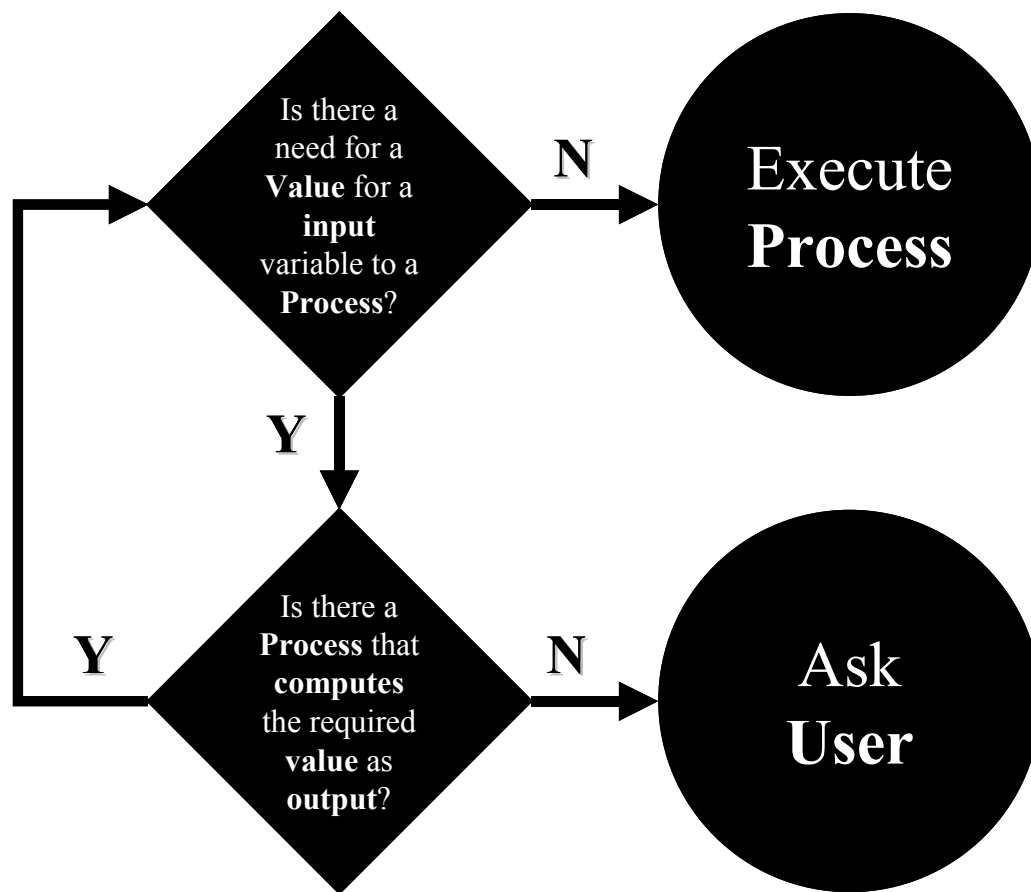 Is there a
need for a
Value for a
input
variable to a
Process?
N
Execute
Process
Y
Is there a
Process that
computes
the required
value as
output?
Y
N
Ask
User